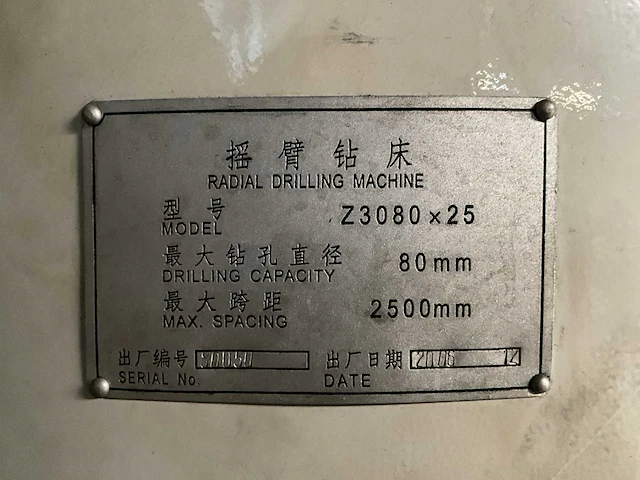 摇臂钻床
RADIAL DRILLING MACHINE
型号 Z3080×25
MODEL
最大钻孔直径 80mm
DRILLING CAPACITY
最大跨距 2500mm
MAX. SPACING
出厂编号 出厂日期 2006 12
SERIAL No. DATE